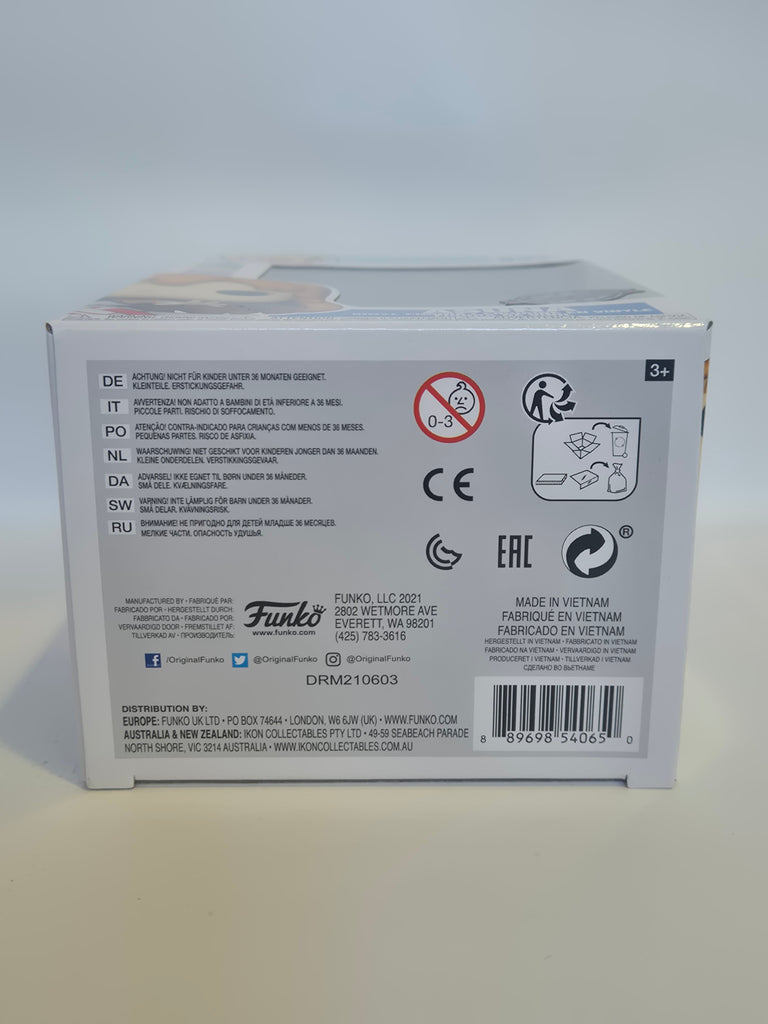 3+
DE ACHTUNG! NICHT FÜR KINDER UNTER 36 MONATEN GEEIGNET.
KLEINTEILE. ERSTICKUNGSGEFAHR.
IT AVVERTENZA! NON ADATTO A BAMBINI DI ETÀ INFERIORE A 36 MESI.
PICCOLE PARTI. RISCHIO DI SOFFOCAMENTO.
PO ATENÇÃO! CONTRA-INDICADO PARA CRIANÇAS COM MENOS DE 36 MESES.
PEQUENAS PARTES. RISCO DE ASFIXIA.
NL WAARSCHUWING! NIET GESCHIKT VOOR KINDEREN JONGER DAN 36 MAANDEN.
KLEINE ONDERDELEN. VERSTIKKINGSGEVAAR.
DA ADVARSEL! IKKE EGNET TIL BØRN UNDER 36 MÅNEDER.
SMÅ DELE. KVÆLNINGSFARE.
SW VARNING! INTE LÄMPLIG FÖR BARN UNDER 36 MÅNADER.
SMÅ DELAR. KVÄVNINGSRISK.
RU ВНИМАНИЕ! НЕ ПРИГОДНО ДЛЯ ДЕТЕЙ МЛАДШЕ 36 МЕСЯЦЕВ.
МЕЛКИЕ ЧАСТИ. ОПАСНОСТЬ УДУШЬЯ.
0-3
CE
EAC
®
MANUFACTURED BY • FABRIQUÉ PAR:
FABRICADO POR • HERGESTELLT DURCH:
FABBRICATO DA • FABRICADO POR:
VERVAARDIGD DOOR • FREMSTILLET AF:
TILLVERKAD AV • ПРОИЗВОДИТЕЛЬ:
Funko
www.funko.com
FUNKO, LLC 2021
2802 WETMORE AVE
EVERETT, WA 98201
(425) 783-3616
/OriginalFunko @OriginalFunko @OriginalFunko
DRM210603
MADE IN VIETNAM
FABRIQUÉ EN VIETNAM
FABRICADO EN VIETNAM
HERGESTELLT IN VIETNAM • FABBRICATO IN VIETNAM
FABRICADO NA VIETNAM • VERVAARDIGD IN VIETNAM
PRODUCERET I VIETNAM • TILLVERKAD I VIETNAM
СДЕЛАНО ВО ВЬЕТНАМЕ
DISTRIBUTION BY:
EUROPE: FUNKO UK LTD • PO BOX 74644 • LONDON, W6 6JW (UK) • WWW.FUNKO.COM
AUSTRALIA & NEW ZEALAND: IKON COLLECTABLES PTY LTD • 49-59 SEABEACH PARADE
NORTH SHORE, VIC 3214 AUSTRALIA • WWW.IKONCOLLECTABLES.COM.AU
8 89698 54065 0